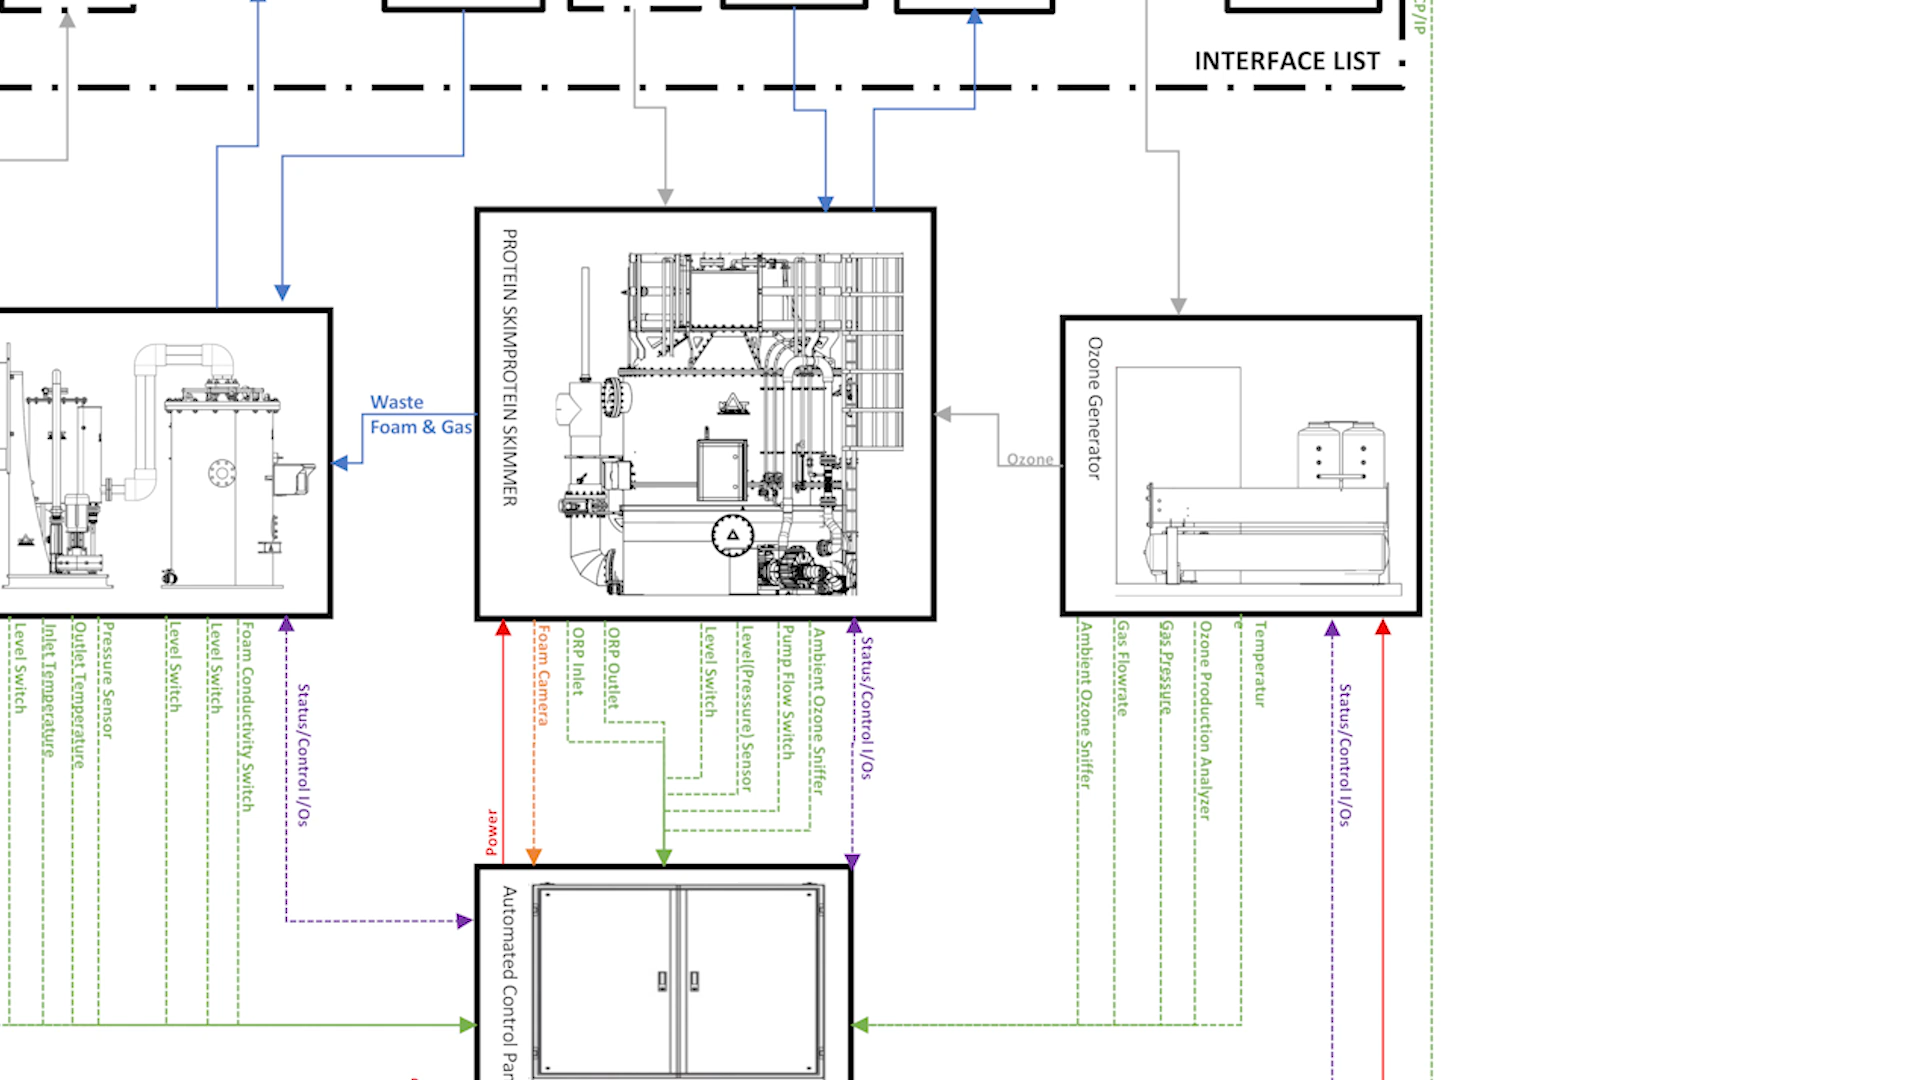 CP/IP
INTERFACE LIST
PROTEIN SKIMPROTEIN SKIMMER
Ozone Generator
Waste
Foam & Gas
Ozone
Level Switch
Inlet Temperature
Outlet Temperature
Pressure Sensor
Level Switch
Level Switch
Foam Conductivity Switch
Status/Control I/Os
Power
Foam Camera
ORP Inlet
ORP Outlet
Level Switch
Level(Pressure) Sensor
Pump Flow Switch
Ambient Ozone Sniffer
Status/Control I/Os
Ambient Ozone Sniffer
Gas Flowrate
Gas Pressure
Ozone Production Analyzer
Temperatur
e
Status/Control I/Os
Automated Control Pan